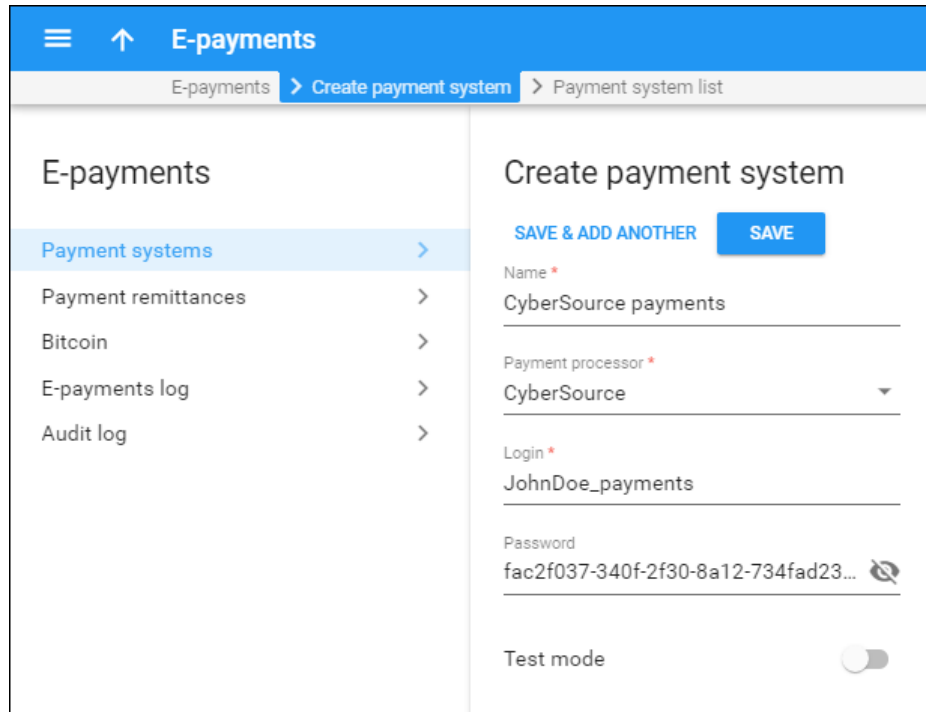 E-payments
E-payments Create payment system Payment system list
E-payments
Payment systems
Payment remittances
Bitcoin
E-payments log
Audit log
Create payment system
SAVE & ADD ANOTHER SAVE
Name *
CyberSource payments
Payment processor *
CyberSource
Login *
JohnDoe_payments
Password
fac2f037-340f-2f30-8a12-734fad23...
Test mode